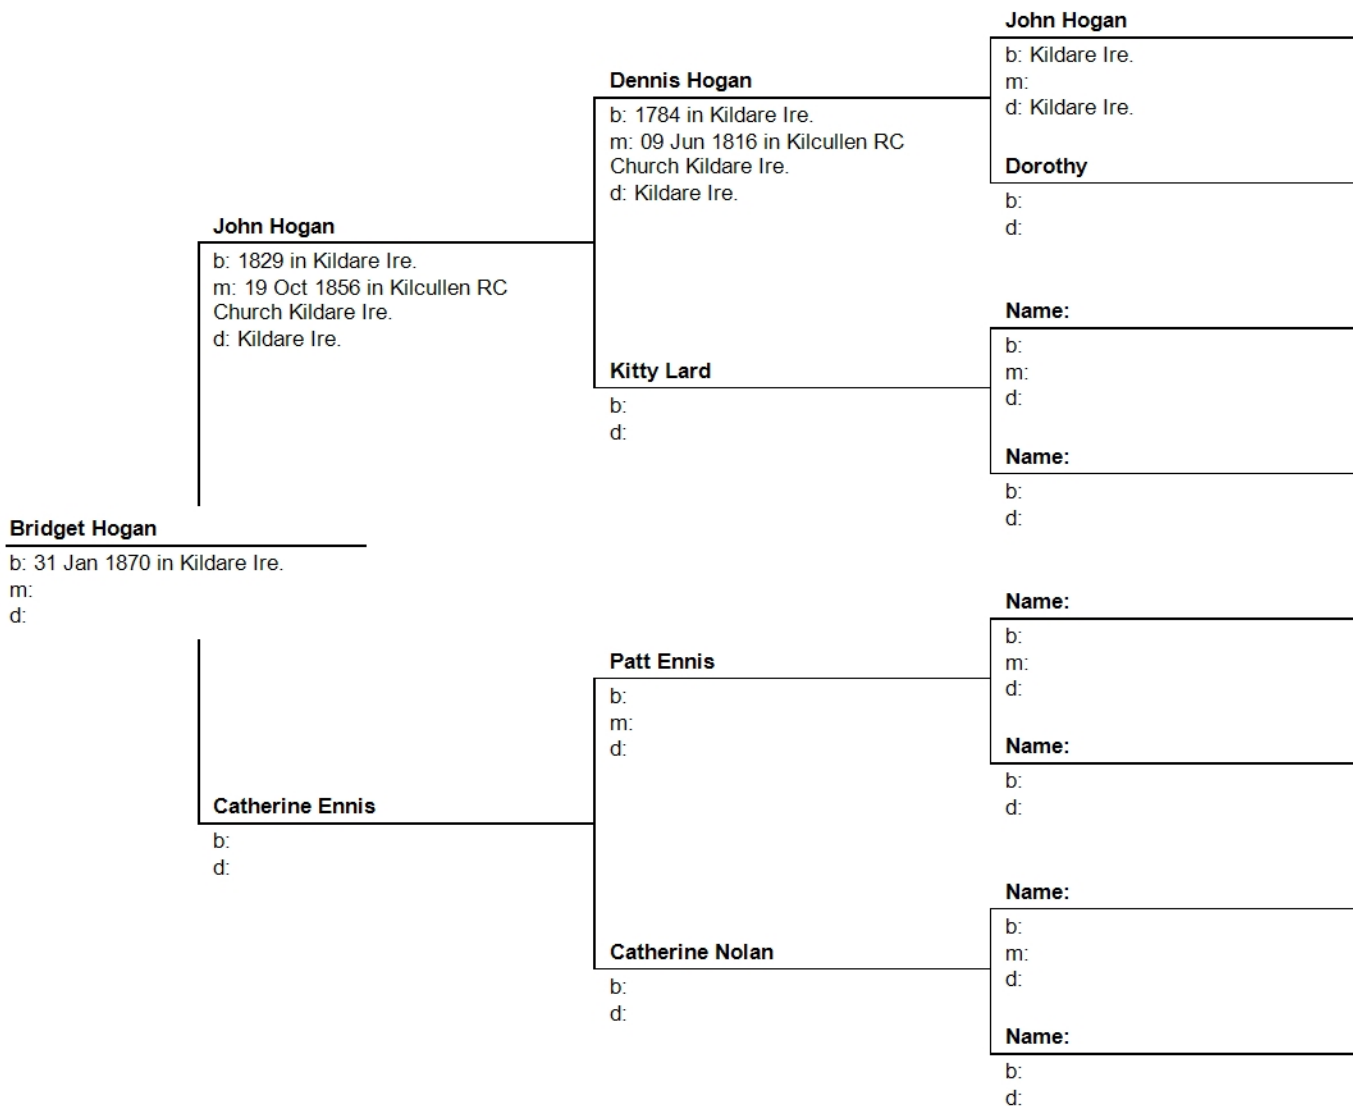 John Hogan
b: Kildare Ire.
m:
d: Kildare Ire.
Dennis Hogan
b: 1784 in Kildare Ire.
m: 09 Jun 1816 in Kilcullen RC
Church Kildare Ire.
d: Kildare Ire.
Dorothy
b:
d:
John Hogan
b: 1829 in Kildare Ire.
m: 19 Oct 1856 in Kilcullen RC
Church Kildare Ire.
d: Kildare Ire.
Name:
b:
m:
d:
Kitty Lard
b:
d:
Name:
b:
d:
Bridget Hogan
b: 31 Jan 1870 in Kildare Ire.
m:
d:
Name:
b:
m:
d:
Patt Ennis
b:
m:
d:
Name:
b:
d:
Catherine Ennis
b:
d:
Name:
b:
m:
d:
Catherine Nolan
b:
d:
Name:
b:
d: